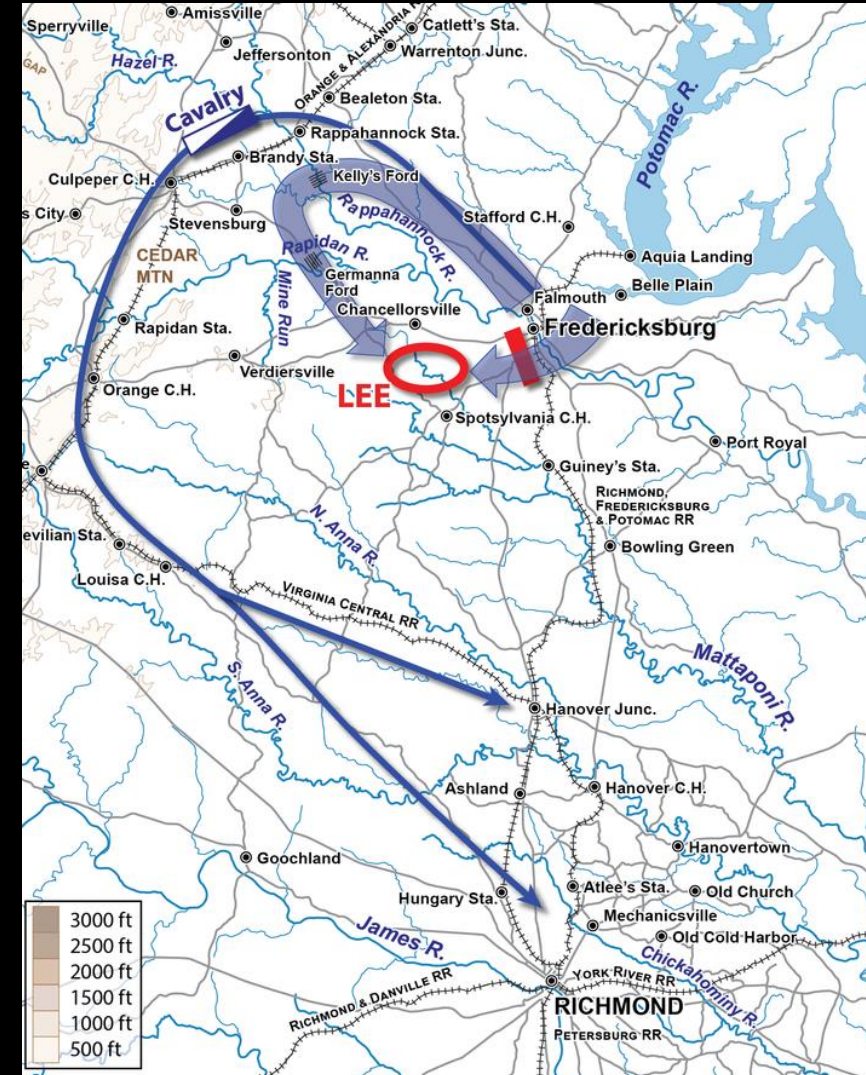 Amissville
Sperryville
Catlett's Sta.
Jeffersonton
Warrenton Junc.
GAP
Hazel R.
ORANGE & ALEXANDRIA R
Bealeton Sta.
Cavalry
Rappahannock Sta.
Potomac R.
Brandy Sta.
Culpeper C.H.
Kelly's Ford
s City
Stevensburg
Rappahannock R.
Stafford C.H.
CEDAR
MTN
Rapidan R.
Aquia Landing
Mine Run
Germanna
Ford
Belle Plain
Chancellorsville
Falmouth
Rapidan Sta.
Fredericksburg
Verdiersville
Orange C.H.
LEE
Spotsylvania C.H.
Port Royal
e
Guiney's Sta.
RICHMOND,
FREDERICKSBURG
& POTOMAC RR
N. Anna R.
evilian Sta.
Bowling Green
Louisa C.H.
VIRGINIA CENTRAL RR
Mattaponi R.
S. Anna R.
Hanover Junc.
Ashland
Hanover C.H.
Hanovertown
Goochland
Atlee's Sta.
Old Church
Hungary Sta.
Mechanicsville
James R.
Old Cold Harbor
Chickahominy R.
YORK RIVER RR
RICHMOND & DANVILLE RR
RICHMOND
PETERSBURG RR
3000 ft
2500 ft
2000 ft
1500 ft
1000 ft
500 ft